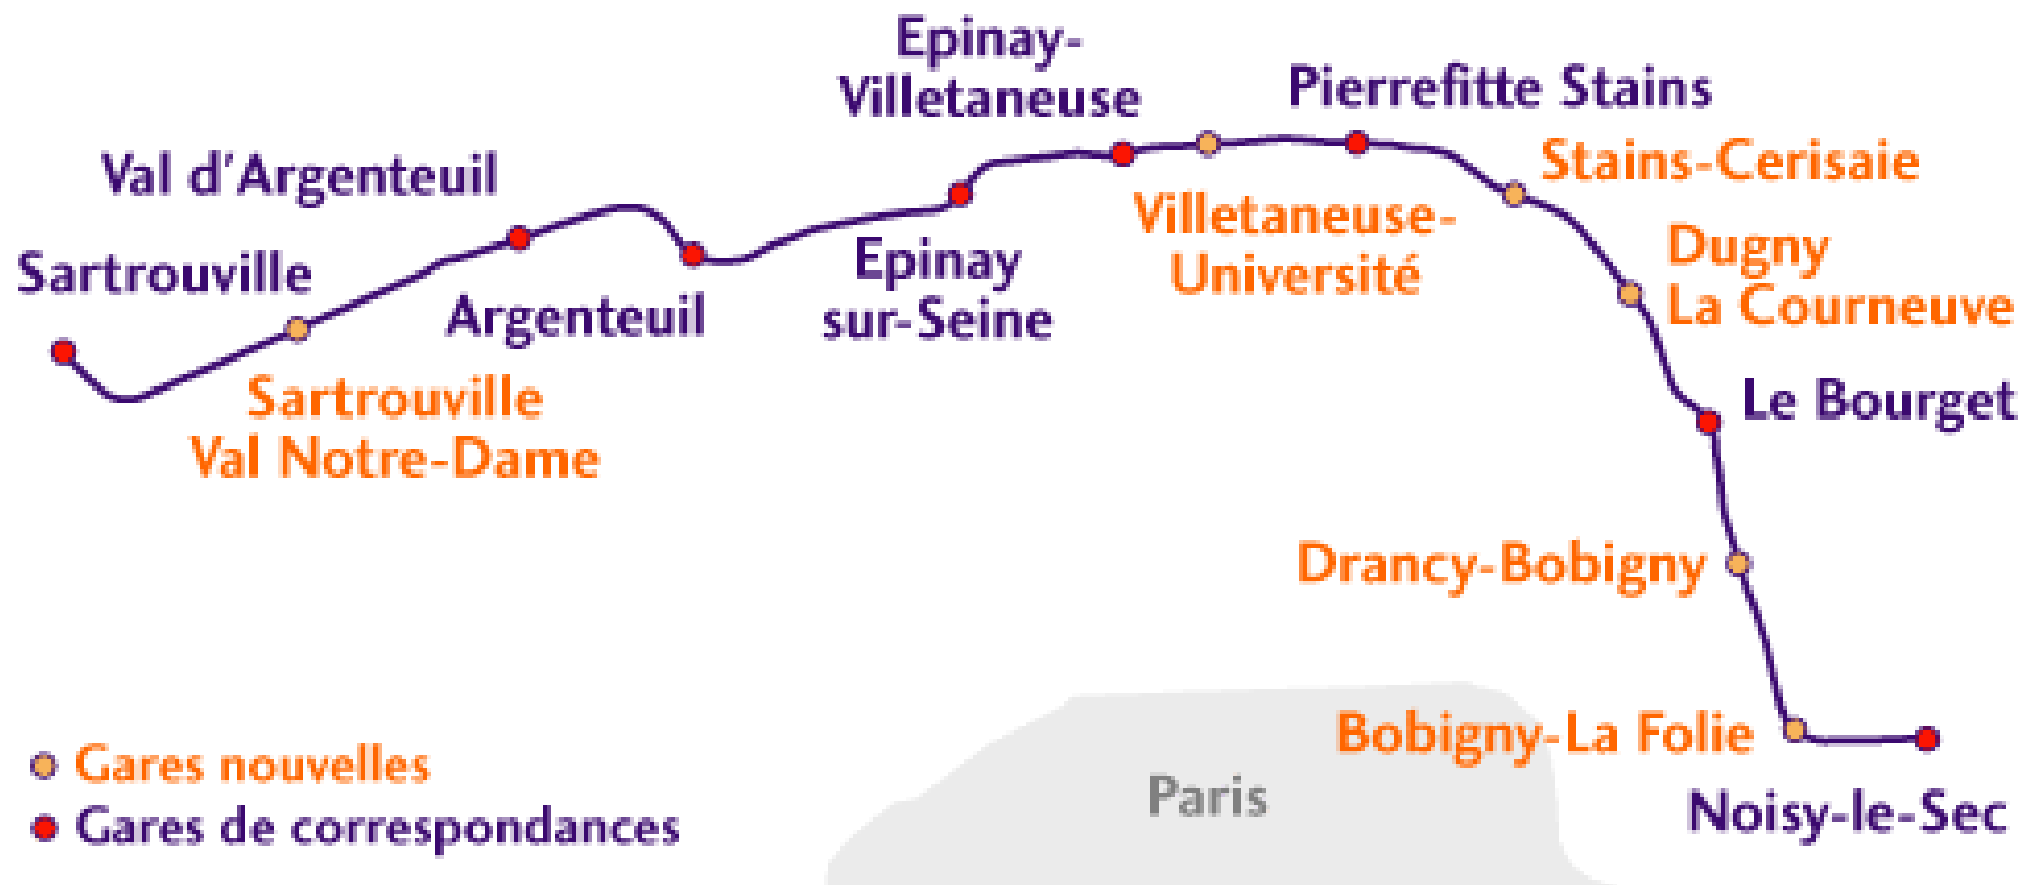 Epinay-
Villetaneuse
Pierrefitte Stains
Val d'Argenteuil
Stains-Cerisaie
Villetaneuse-
Université
Dugny
La Courneuve
Sartrouville
Epinay
sur-Seine
Argenteuil
Sartrouville
Val Notre-Dame
Le Bourget
Drancy-Bobigny
Bobigny-La Folie
Gares nouvelles
Paris
Noisy-le-Sec
Gares de correspondances